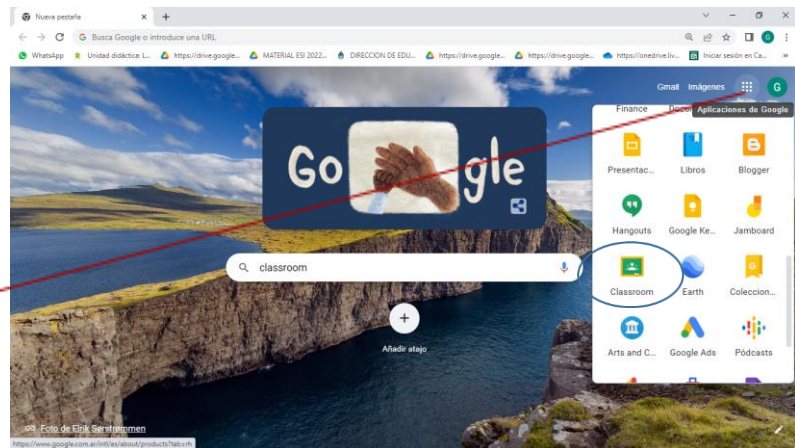 Nueva pestaña
Busca Google o introduce una URL
WhatsApp
Unidad didáctica: L...
https://drive.google...
MATERIAL ESI 2022...
DIRECCIÓN DE EDU...
https://drive.google...
https://drive.google...
https://onedrive.liv...
Iniciar sesión en Ca...
»
Gmail
Imágenes
G
Finance
Aplicaciones de Google
Go gle
Presentac...
Libros
Blogger
Hangouts
Google Ke...
Jamboard
classroom
Classroom
Earth
Coleccion...
Añadir atajo
Arts and C...
Google Ads
Pódcasts
Foto de Eirik Sørstrømmen
https://www.google.com.ar/intl/es/about/products?tab=rh